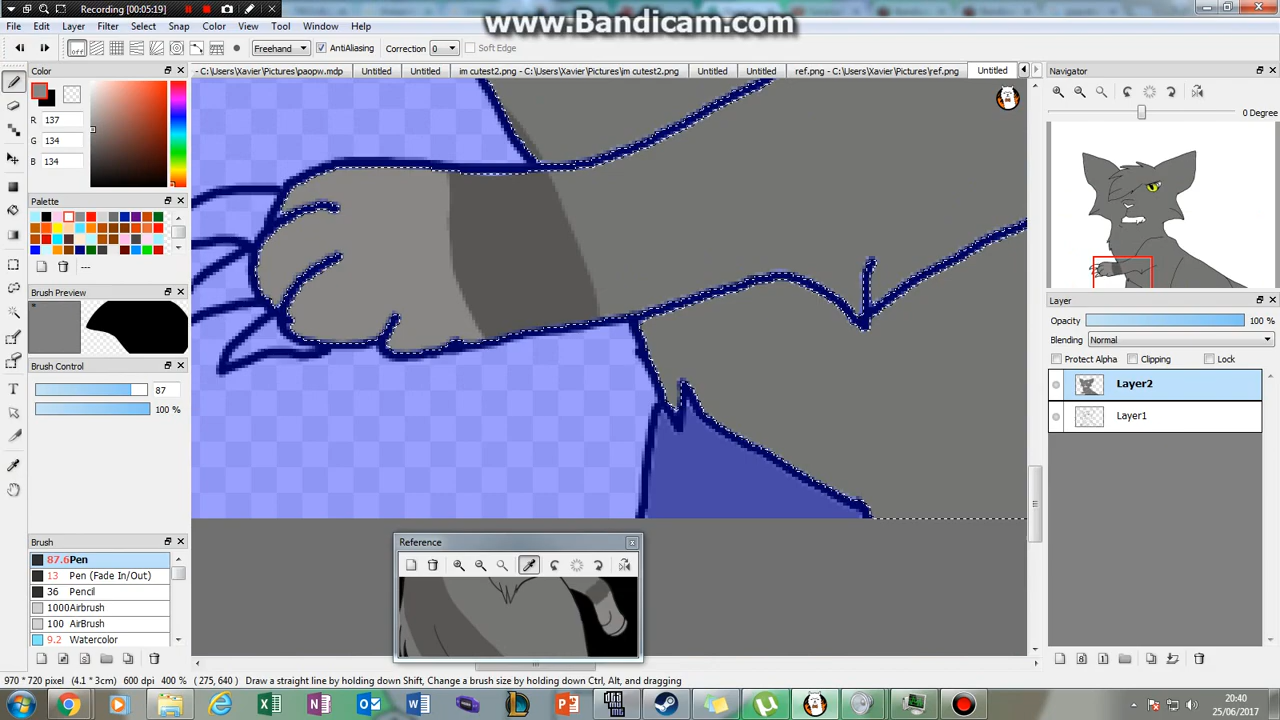 Recording [00:05:19]
www.Bandicam.com
File Edit View Layer Filter Select Snap Color View Tool Window Help
off Freehand AntiAliasing Correction 0 Soft Edge
Color
- C:\Users\Xavier\Pictures\paopw.mdp Untitled Untitled im cutest2.png - C:\Users\Xavier\Pictures\im cutest2.png Untitled Untitled ref.png - C:\Users\Xavier\Pictures\ref.png Untitled
Navigator
R 137
G 134
B 134
0 Degree
Palette
---
Brush Preview
Brush Control
87
100 %
Layer
Opacity 100 %
Blending Normal
Protect Alpha Clipping Lock
Layer2
Layer1
Reference
Brush
87.6 Pen
13 Pen (Fade In/Out)
36 Pencil
1000 Airbrush
100 AirBrush
9.2 Watercolor
970 * 720 pixel (4.1 * 3cm) 600 dpi 400 % (275, 640) Draw a straight line by holding down Shift, Change a brush size by holding down Ctrl, Alt, and dragging
20:40
25/06/2017